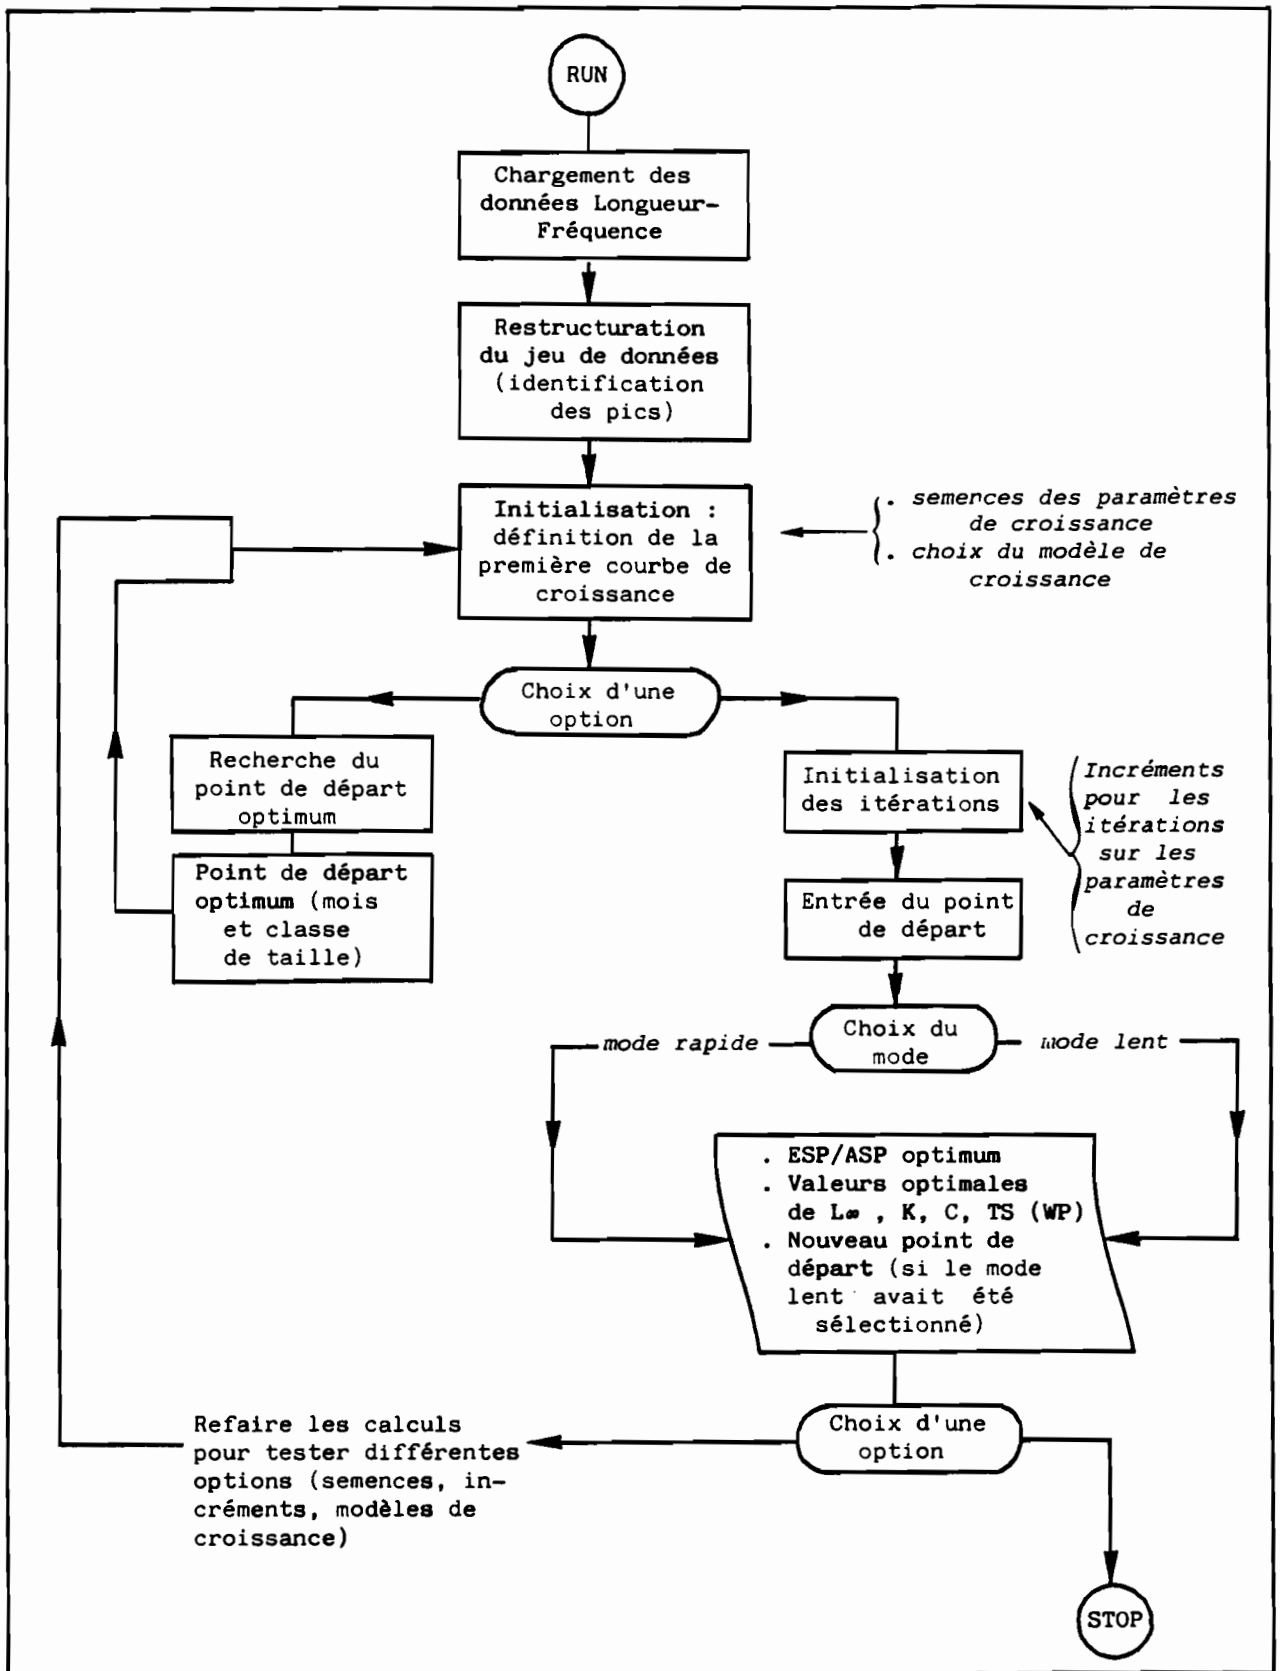 RUN
Chargement des
données Longueur-
Fréquence
Restructuration
du jeu de données
(identification
des pics)
Initialisation :
définition de la
première courbe de
croissance
. semences des paramètres
de croissance
. choix du modèle de
croissance
Choix d'une
option
Recherche du
point de départ
optimum
Point de départ
optimum (mois
et classe
de taille)
Initialisation
des itérations
Incréments
pour les
itérations
sur les
paramètres
de
croissance
Entrée du point
de départ
Choix du
mode
mode rapide
mode lent
. ESP/ASP optimum
. Valeurs optimales
de L∞ , K, C, TS (WP)
. Nouveau point de
départ (si le mode
lent avait été
sélectionné)
Choix d'une
option
Refaire les calculs
pour tester différentes
options (semences, in-
créments, modèles de
croissance)
STOP